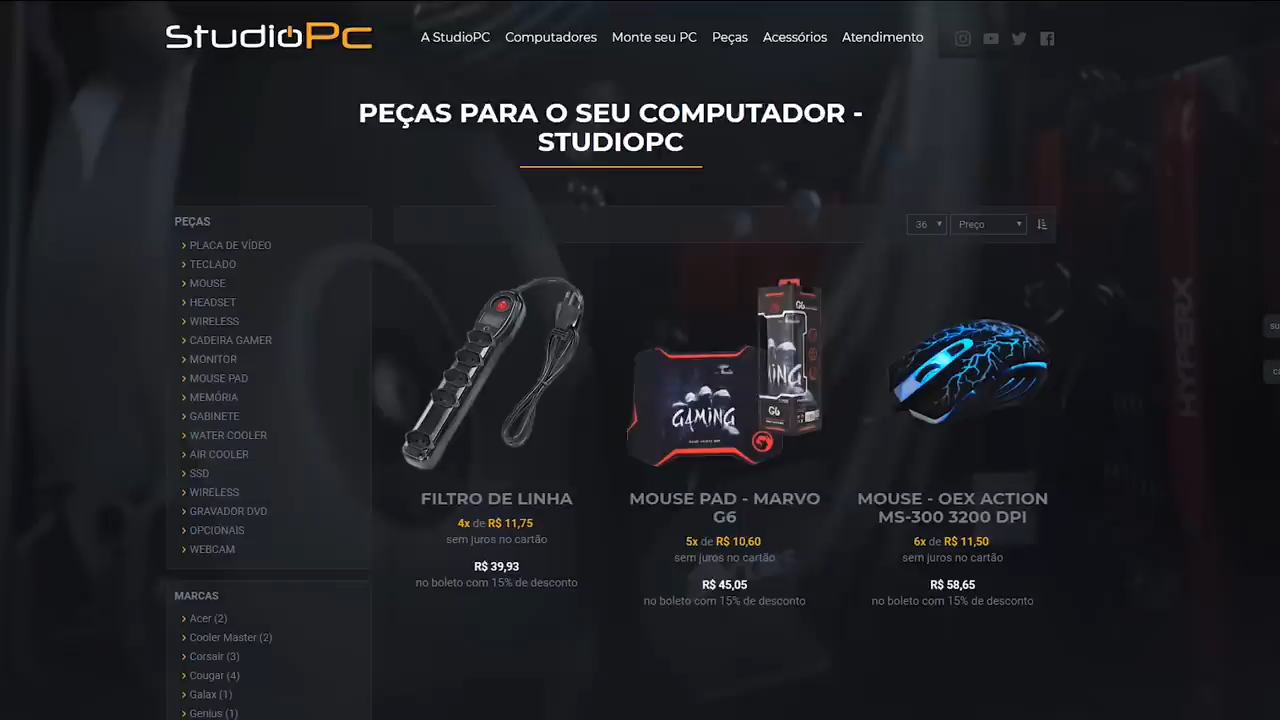 StudioPc
A StudioPC Computadores Monte seu PC Peças Acessórios Atendimento
PEÇAS PARA O SEU COMPUTADOR -
STUDIOPC
PEÇAS
PLACA DE VÍDEO
TECLADO
MOUSE
HEADSET
WIRELESS
CADEIRA GAMER
MONITOR
MOUSE PAD
MEMÓRIA
GABINETE
WATER COOLER
AIR COOLER
SSD
WIRELESS
GRAVADOR DVD
OPCIONAIS
WEBCAM
MARCAS
Acer (2)
Cooler Master (2)
Corsair (3)
Cougar (4)
Galax (1)
Genius (1)
36 Preço
GAMING
G6
G6
FILTRO DE LINHA
4x de R$ 11,75
sem juros no cartão
R$ 39,93
no boleto com 15% de desconto
MOUSE PAD - MARVO
G6
5x de R$ 10,60
sem juros no cartão
R$ 45,05
no boleto com 15% de desconto
MOUSE - OEX ACTION
MS-300 3200 DPI
6x de R$ 11,50
sem juros no cartão
R$ 58,65
no boleto com 15% de desconto
HYPERX
su
ca